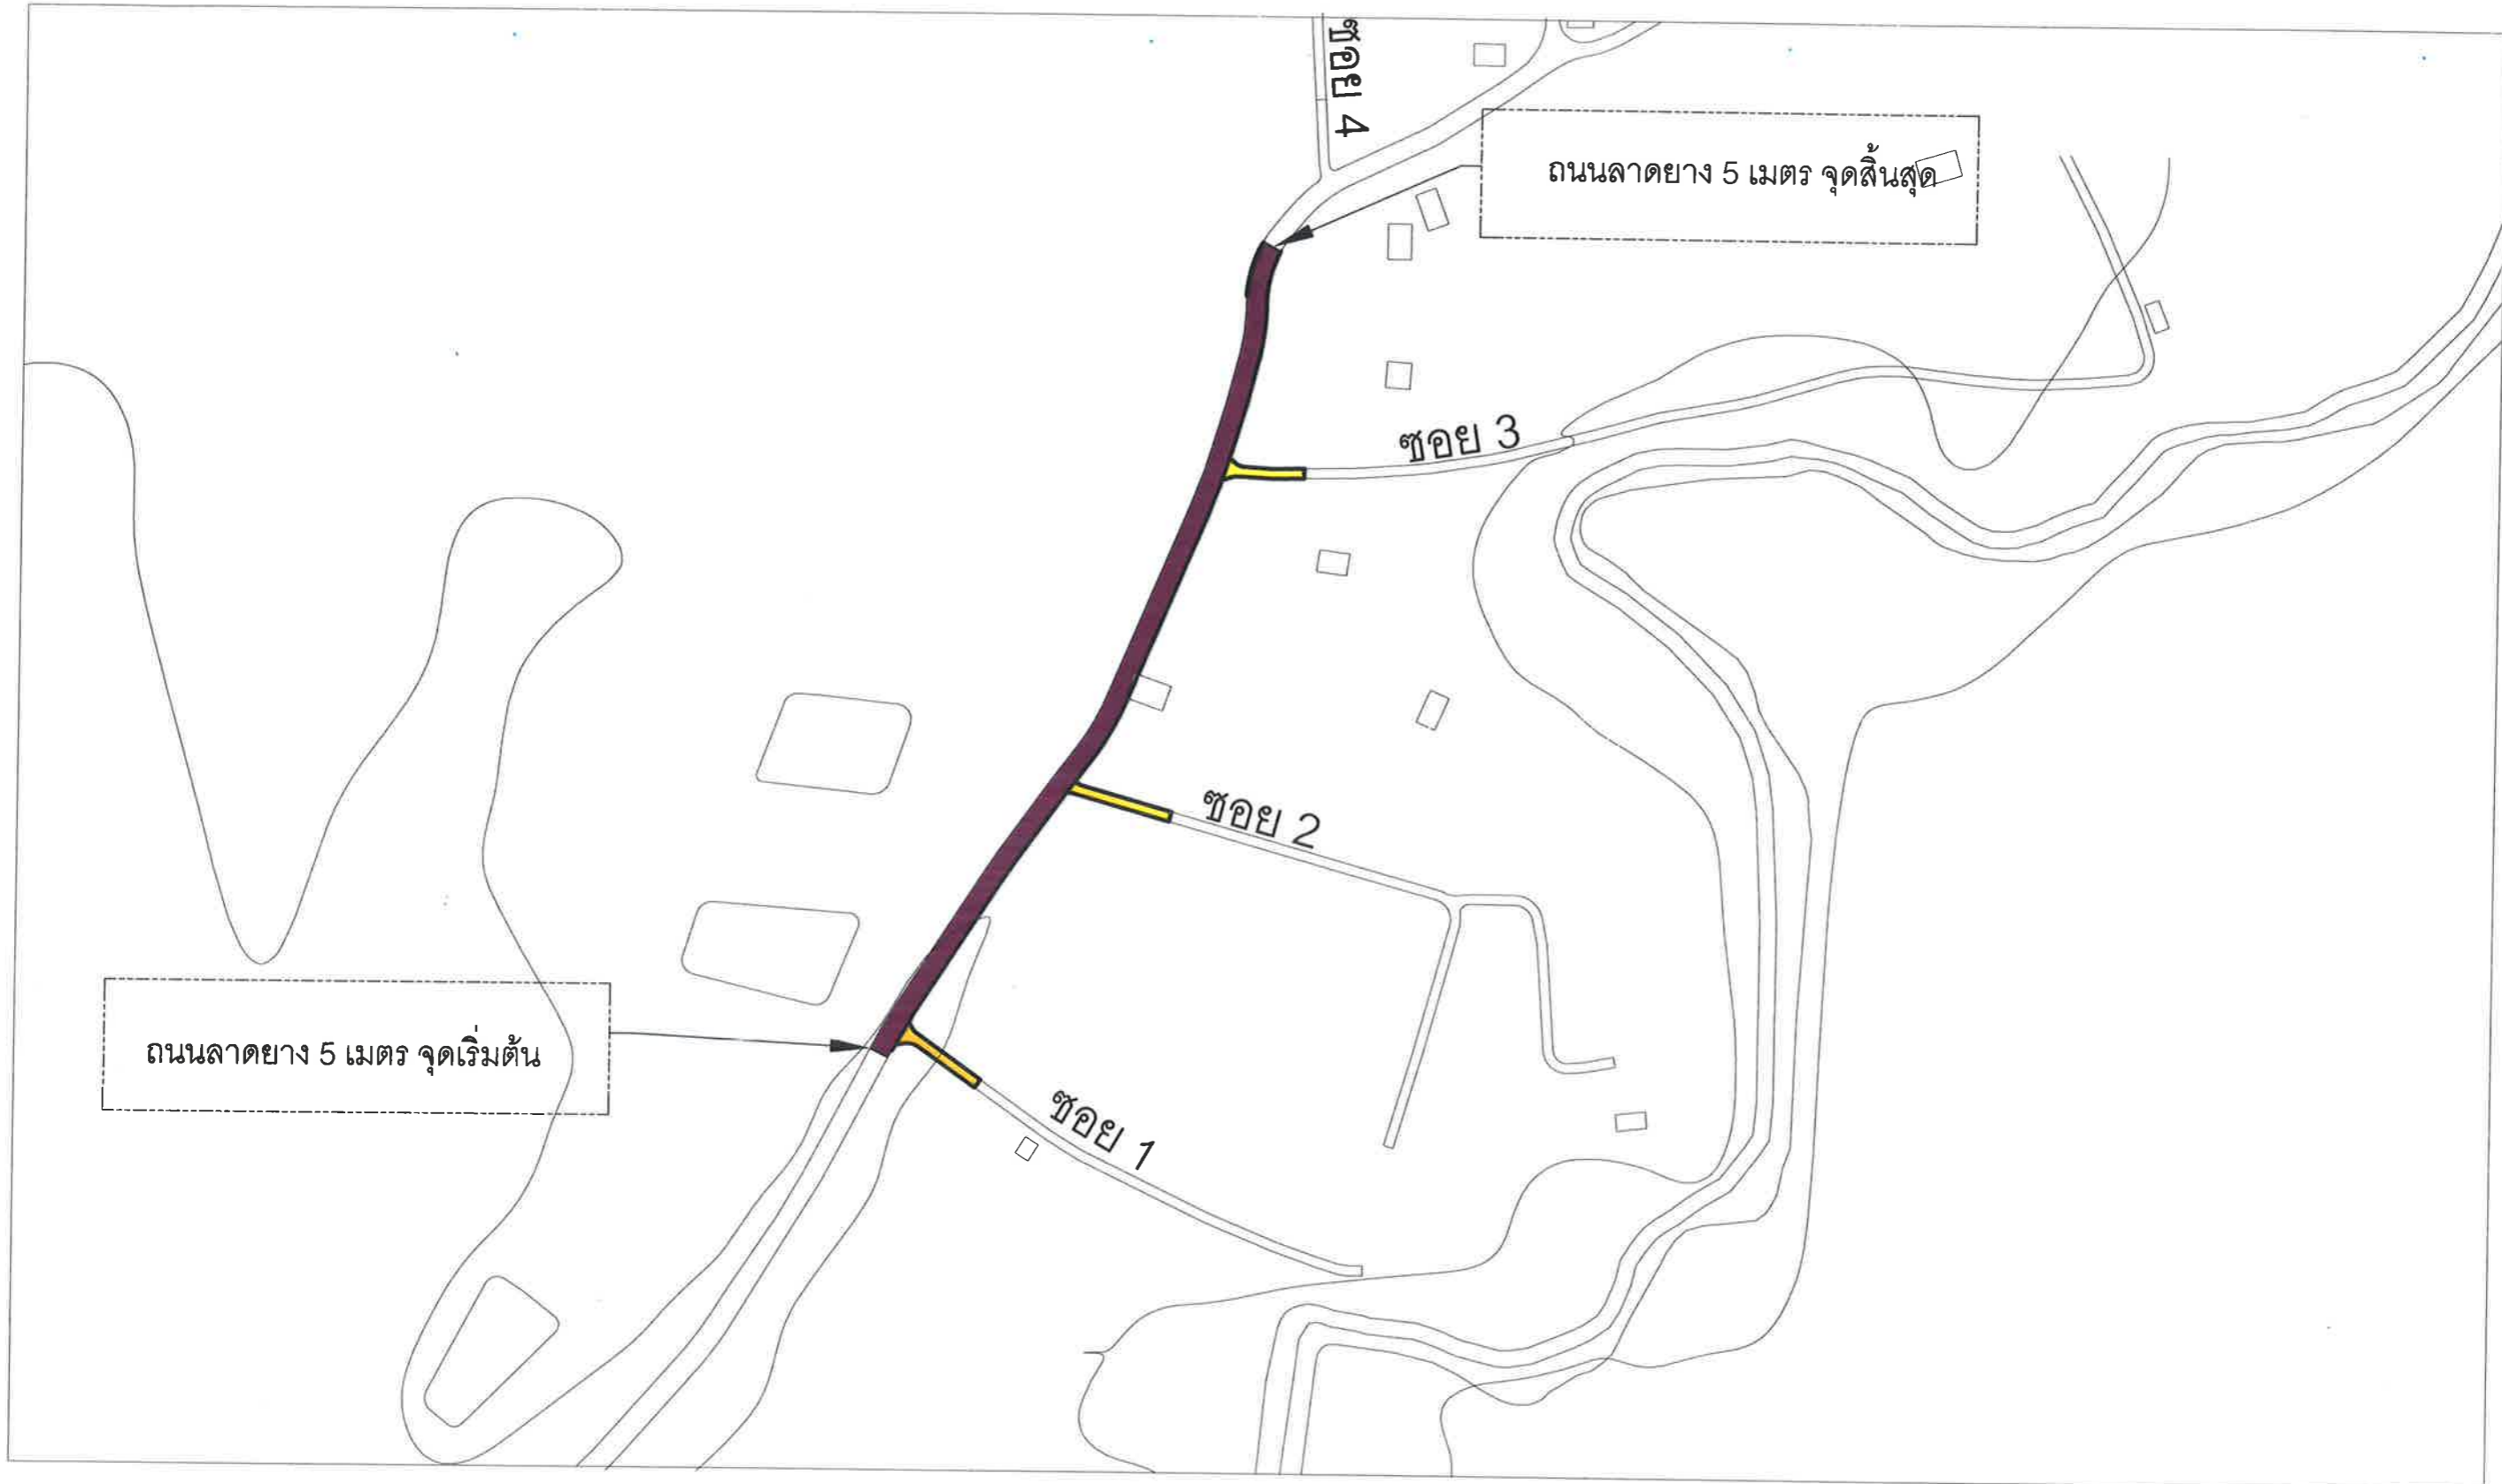 ซอย 4
ถนนลาดยาง 5 เมตร จุดสิ้นสุด
ซอย 3
ซอย 2
ถนนลาดยาง 5 เมตร จุดเริ่มต้น
ซอย 1